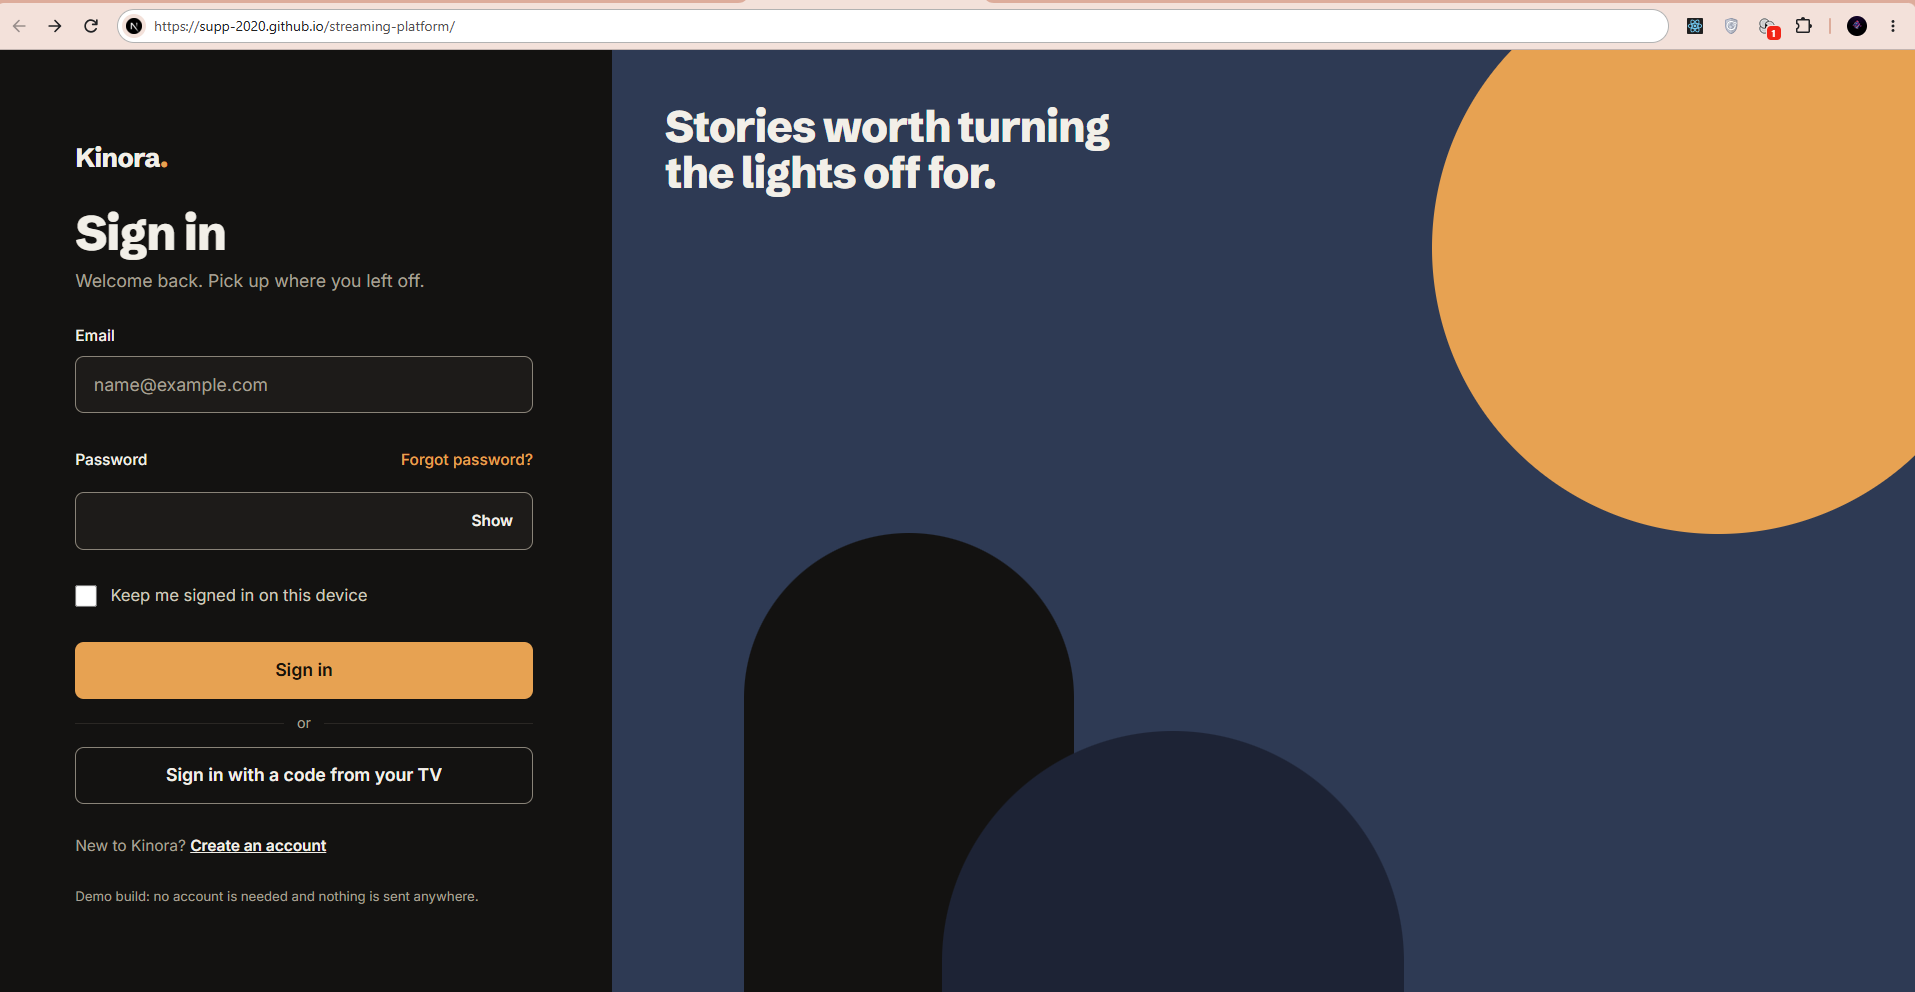 https://supp-2020.github.io/streaming-platform/
1
Kinora.
Sign in
Welcome back. Pick up where you left off.
Email
name@example.com
Password
Forgot password?
Show
Keep me signed in on this device
Sign in
or
Sign in with a code from your TV
New to Kinora? Create an account
Demo build: no account is needed and nothing is sent anywhere.
Stories worth turning
the lights off for.